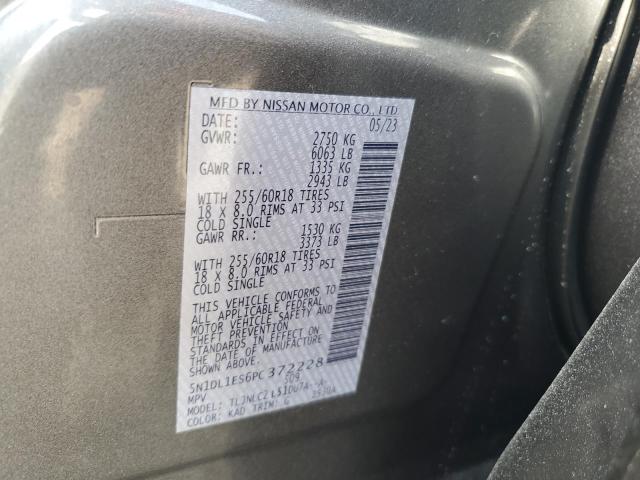 MFD BY NISSAN MOTOR CO., LTD
DATE: 05/23
GVWR: 2750 KG
6063 LB
GAWR FR.: 1335 KG
2943 LB
WITH 255/60R18 TIRES
18 X 8.0 RIMS AT 33 PSI
COLD SINGLE
GAWR RR.: 1530 KG
3373 LB
WITH 255/60R18 TIRES
18 X 8.0 RIMS AT 33 PSI
COLD SINGLE
THIS VEHICLE CONFORMS TO
ALL APPLICABLE FEDERAL
MOTOR VEHICLE SAFETY AND
THEFT PREVENTION
STANDARDS IN EFFECT ON
THE DATE OF MANUFACTURE
SHOWN ABOVE.
5N1DL1ES6PC372228
MPV 509
MODEL:
COLOR: KAD TRIM: G